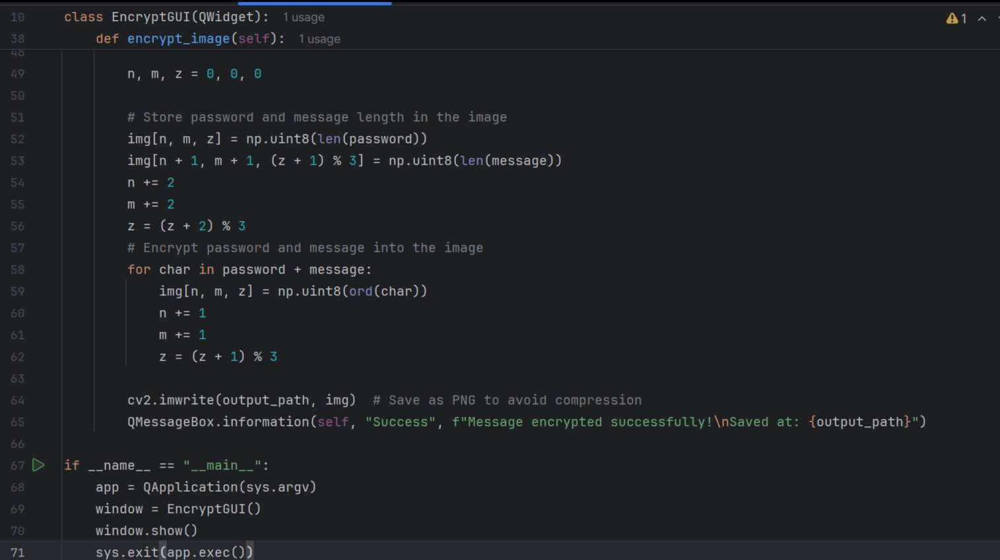 10 class EncryptGUI(QWidget): 1 usage
1
38 def encrypt_image(self): 1 usage
48
49 n, m, z = 0, 0, 0
50
51 # Store password and message length in the image
52 img[n, m, z] = np.uint8(len(password))
53 img[n + 1, m + 1, (z + 1) % 3] = np.uint8(len(message))
54 n += 2
55 m += 2
56 z = (z + 2) % 3
57 # Encrypt password and message into the image
58 for char in password + message:
59 img[n, m, z] = np.uint8(ord(char))
60 n += 1
61 m += 1
62 z = (z + 1) % 3
63
64 cv2.imwrite(output_path, img)  # Save as PNG to avoid compression
65 QMessageBox.information(self, "Success", f"Message encrypted successfully!\nSaved at: {output_path}")
66
67 if __name__ == "__main__":
68 app = QApplication(sys.argv)
69 window = EncryptGUI()
70 window.show()
71 sys.exit(app.exec())